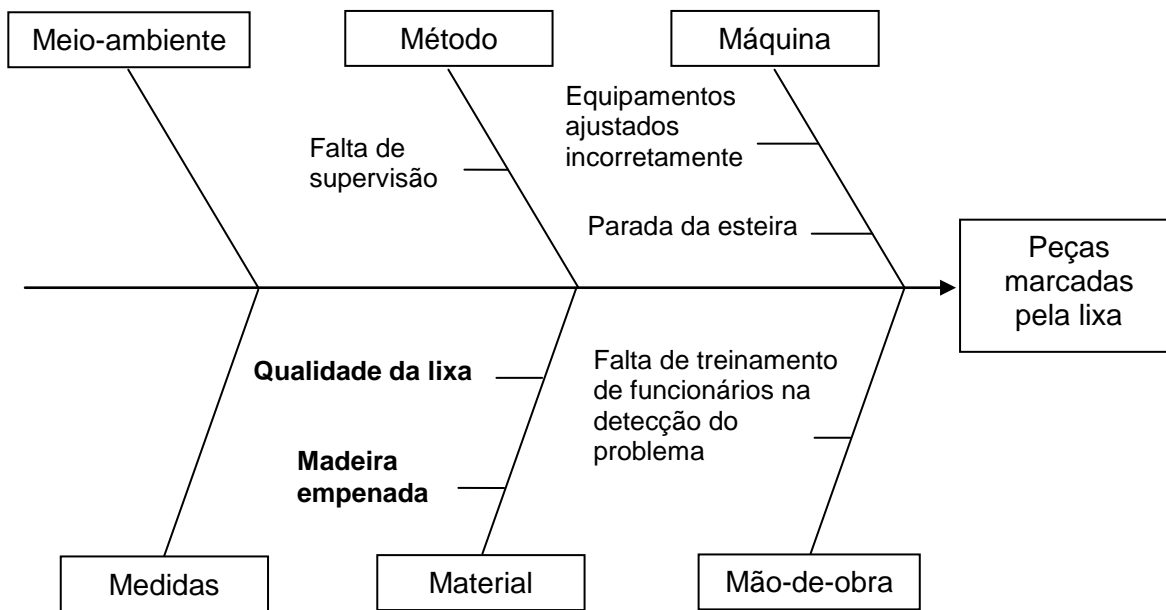 Meio-ambiente
Método
Máquina
Equipamentos
ajustados
incorretamente
Falta de
supervisão
Parada da esteira
Peças
marcadas
pela lixa
Qualidade da lixa
Falta de treinamento
de funcionários na
detecção do
problema
Madeira
empenada
Medidas
Material
Mão-de-obra